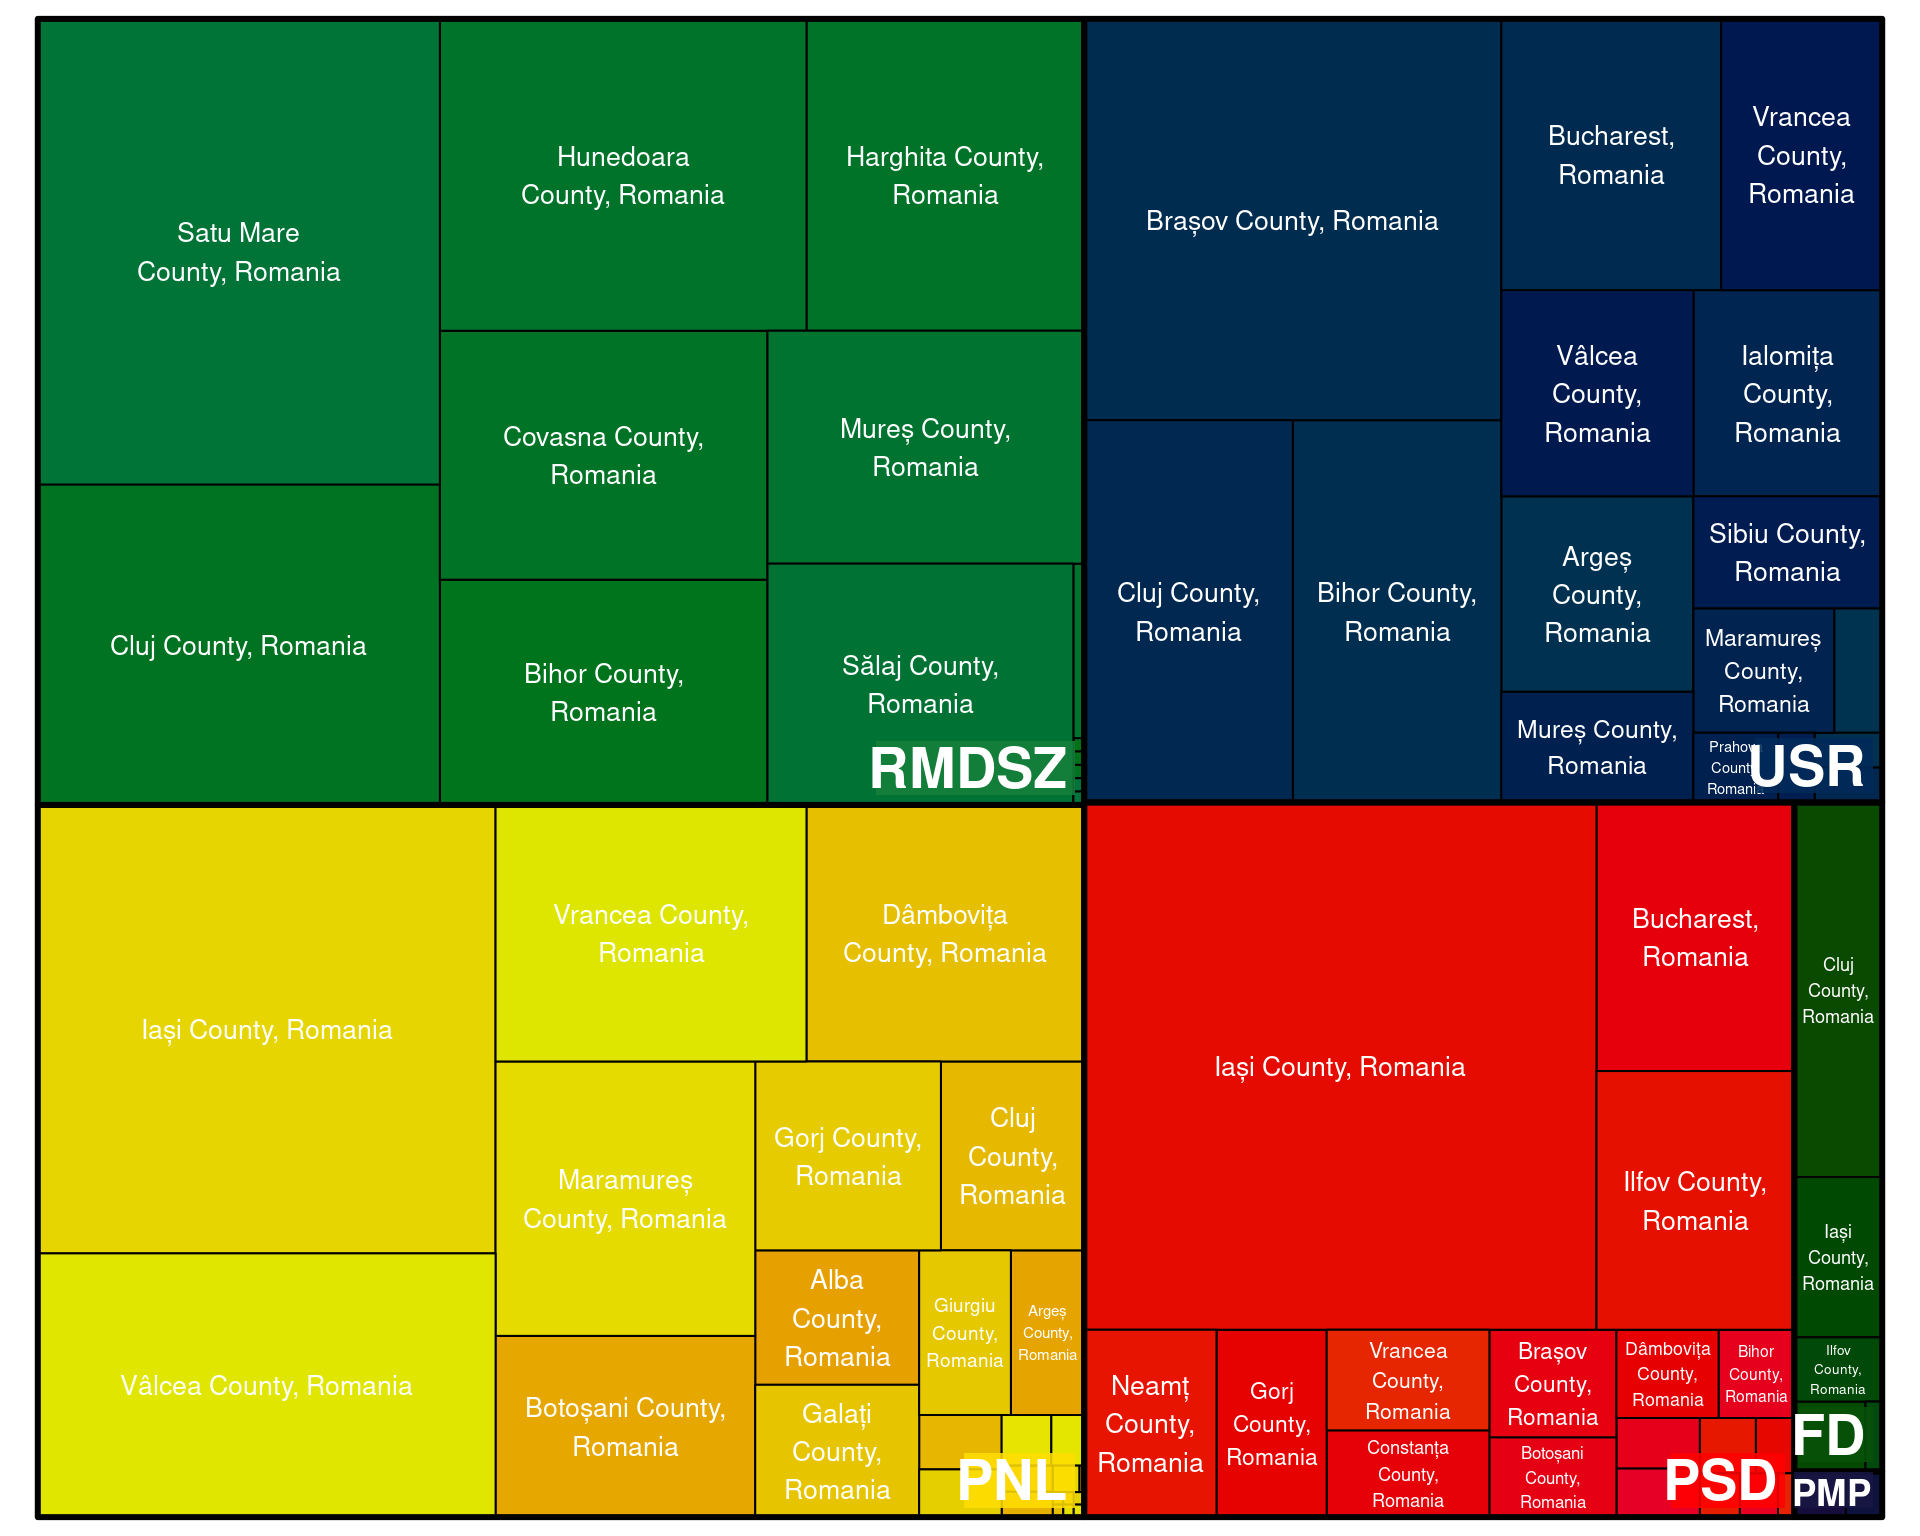 Satu Mare
County, Romania
Hunedoara
County, Romania
Harghita County,
Romania
Covasna County,
Romania
Mureș County,
Romania
Cluj County, Romania
Bihor County,
Romania
Sălaj County,
Romania
RMDSZ
Brașov County, Romania
Bucharest,
Romania
Vrancea
County,
Romania
Vâlcea
County,
Romania
Ialomița
County,
Romania
Cluj County,
Romania
Bihor County,
Romania
Argeș
County,
Romania
Sibiu County,
Romania
Maramureș
County,
Romania
Mureș County,
Romania
Prahova
County,
Romania
USR
Iași County, Romania
Vrancea County,
Romania
Dâmbovița
County, Romania
Maramureș
County, Romania
Gorj County,
Romania
Cluj
County,
Romania
Vâlcea County, Romania
Botoșani County,
Romania
Alba
County,
Romania
Giurgiu
County,
Romania
Argeș
County,
Romania
Galați
County,
Romania
PNL
Iași County, Romania
Bucharest,
Romania
Ilfov County,
Romania
Neamț
County,
Romania
Gorj
County,
Romania
Vrancea
County,
Romania
Constanța
County,
Romania
Brașov
County,
Romania
Botoșani
County,
Romania
Dâmbovița
County,
Romania
Bihor
County,
Romania
PSD
Cluj
County,
Romania
Iași
County,
Romania
Ilfov
County,
Romania
FD
PMP